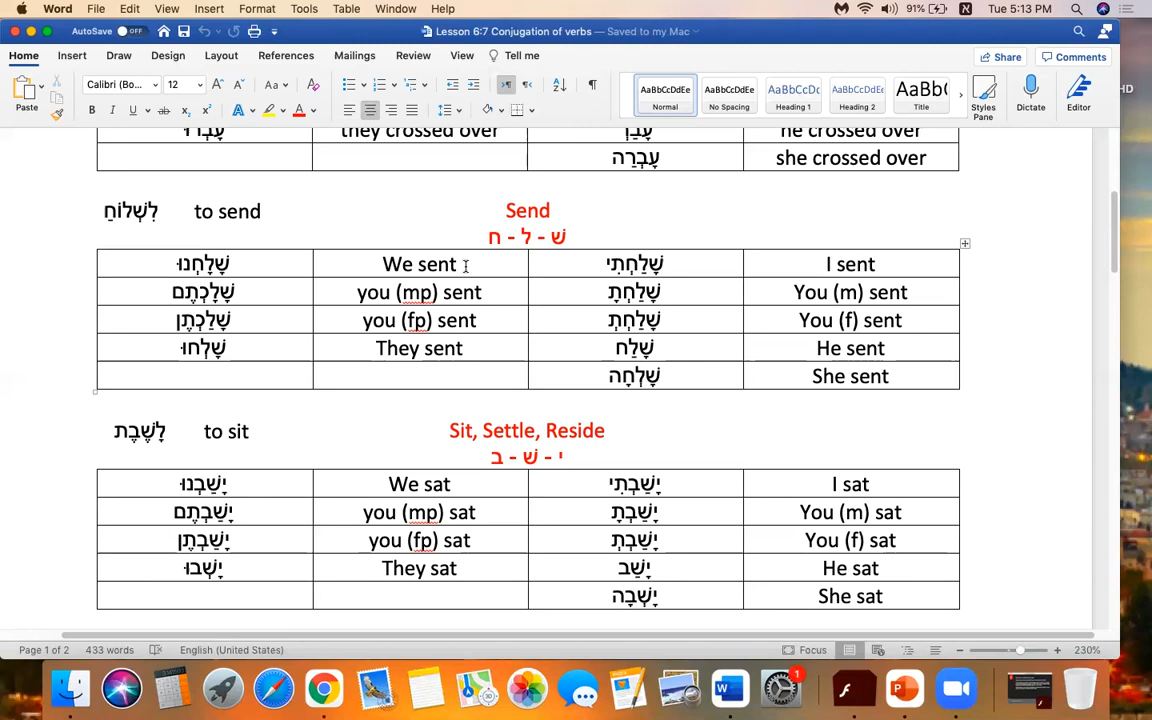 Word File Edit View Insert Format Tools Table Window Help 91% א Tue 5:13 PM
AutoSave OFF Lesson 6:7 Conjugation of verbs — Saved to my Mac
Home Insert Draw Design Layout References Mailings Review View Tell me Share Comments
Paste Calibri (Bo... 12 AaBbCcDdEe Normal AaBbCcDdEe No Spacing AaBbCcDc Heading 1 AaBbCcDdEe Heading 2 AaBb( Title Styles Pane Dictate Editor
HD
they crossed over he crossed over
עָבְרָה she crossed over
לִשְׁלוֹחַ to send Send
שׁ - ל - ח
שָׁלַחְנוּ We sent שָׁלַחְתִּי I sent
שָׁלָכְתֶם you (mp) sent שָׁלַחְתָּ You (m) sent
שָׁלַכְתֶן you (fp) sent שָׁלַחְתְּ You (f) sent
שָׁלְחוּ They sent שָׁלַח He sent
שָׁלְחָה She sent
לָשֶׁבֶת to sit Sit, Settle, Reside
י - שׁ - ב
יָשַׁבְנוּ We sat יָשַׁבְתִּי I sat
יָשַׁבְתֶּם you (mp) sat יָשַׁבְתָּ You (m) sat
יָשַׁבְתֶּן you (fp) sat יָשַׁבְתְּ You (f) sat
יָשְׁבוּ They sat יָשַׁב He sat
יָשְׁבָה She sat
Page 1 of 2 433 words English (United States) Focus 230%